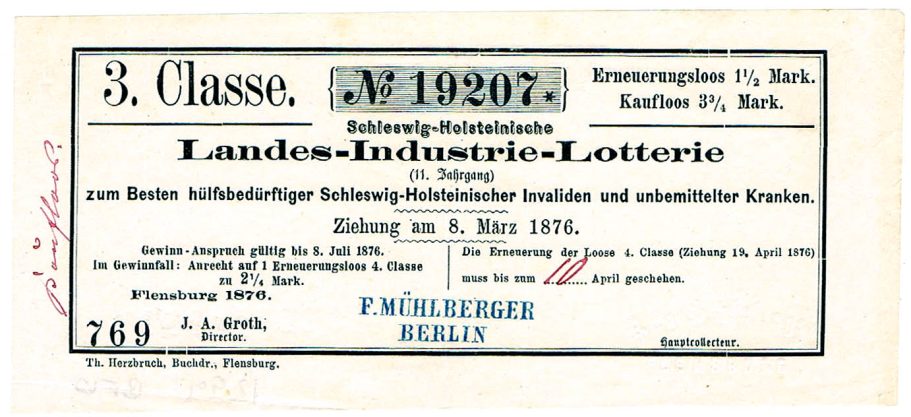 3. Classe.
№ 19207*
Erneuerungsloos 1½ Mark.
Kaufloos 3¾ Mark.
Schleswig-Holsteinische
Landes-Industrie-Lotterie
(11. Jahrgang)
zum Besten hülfsbedürftiger Schleswig-Holsteinischer Invaliden und unbemittelter Kranken.
Ziehung am 8. März 1876.
Gewinn-Anspruch gültig bis 8. Juli 1876.
Im Gewinnfall: Anrecht auf 1 Erneuerungsloos 4. Classe
zu 2¼ Mark.
Flensburg 1876.
Die Erneuerung der Loose 4. Classe (Ziehung 19. April 1876)
muss bis zum 10 April geschehen.
769
J. A. Groth,
Director.
F. MÜHLBERGER
BERLIN
Hauptcollecteur.
Th. Herzbruch, Buchdr., Flensburg.
Kaufloos.